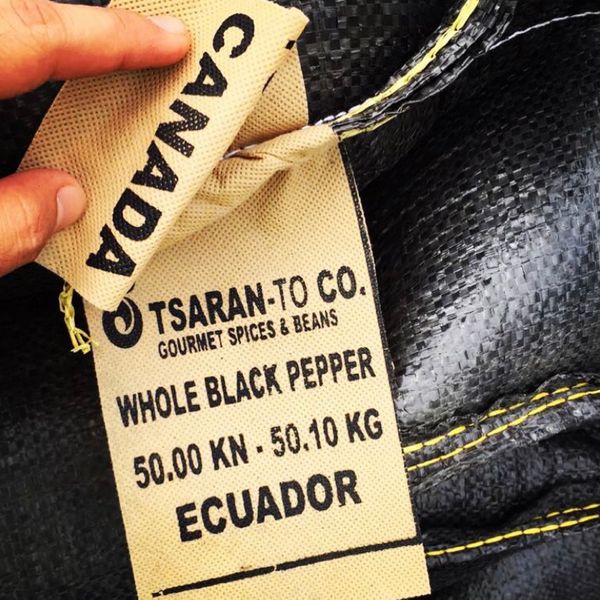 CANADA
TSARAN-TO CO.
GOURMET SPICES & BEANS
WHOLE BLACK PEPPER
50.00 KN - 50.10 KG
ECUADOR